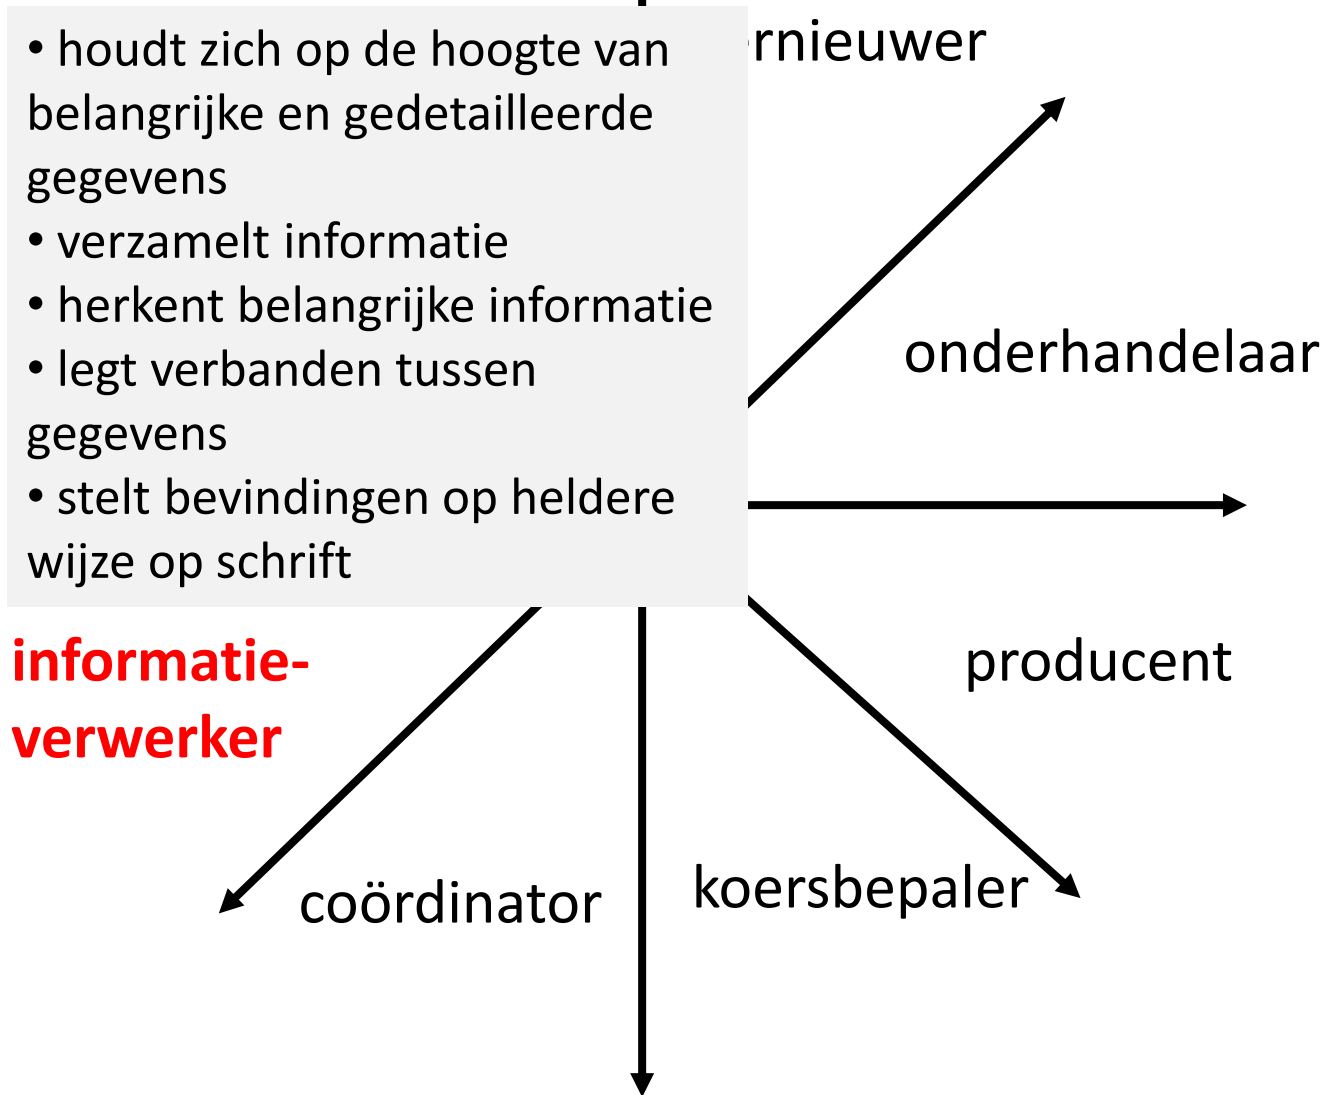 • houdt zich op de hoogte van
belangrijke en gedetailleerde
gegevens
• verzamelt informatie
• herkent belangrijke informatie
• legt verbanden tussen
gegevens
• stelt bevindingen op heldere
wijze op schrift
rnieuwer
onderhandelaar
informatie-
verwerker
producent
coördinator
koersbepaler